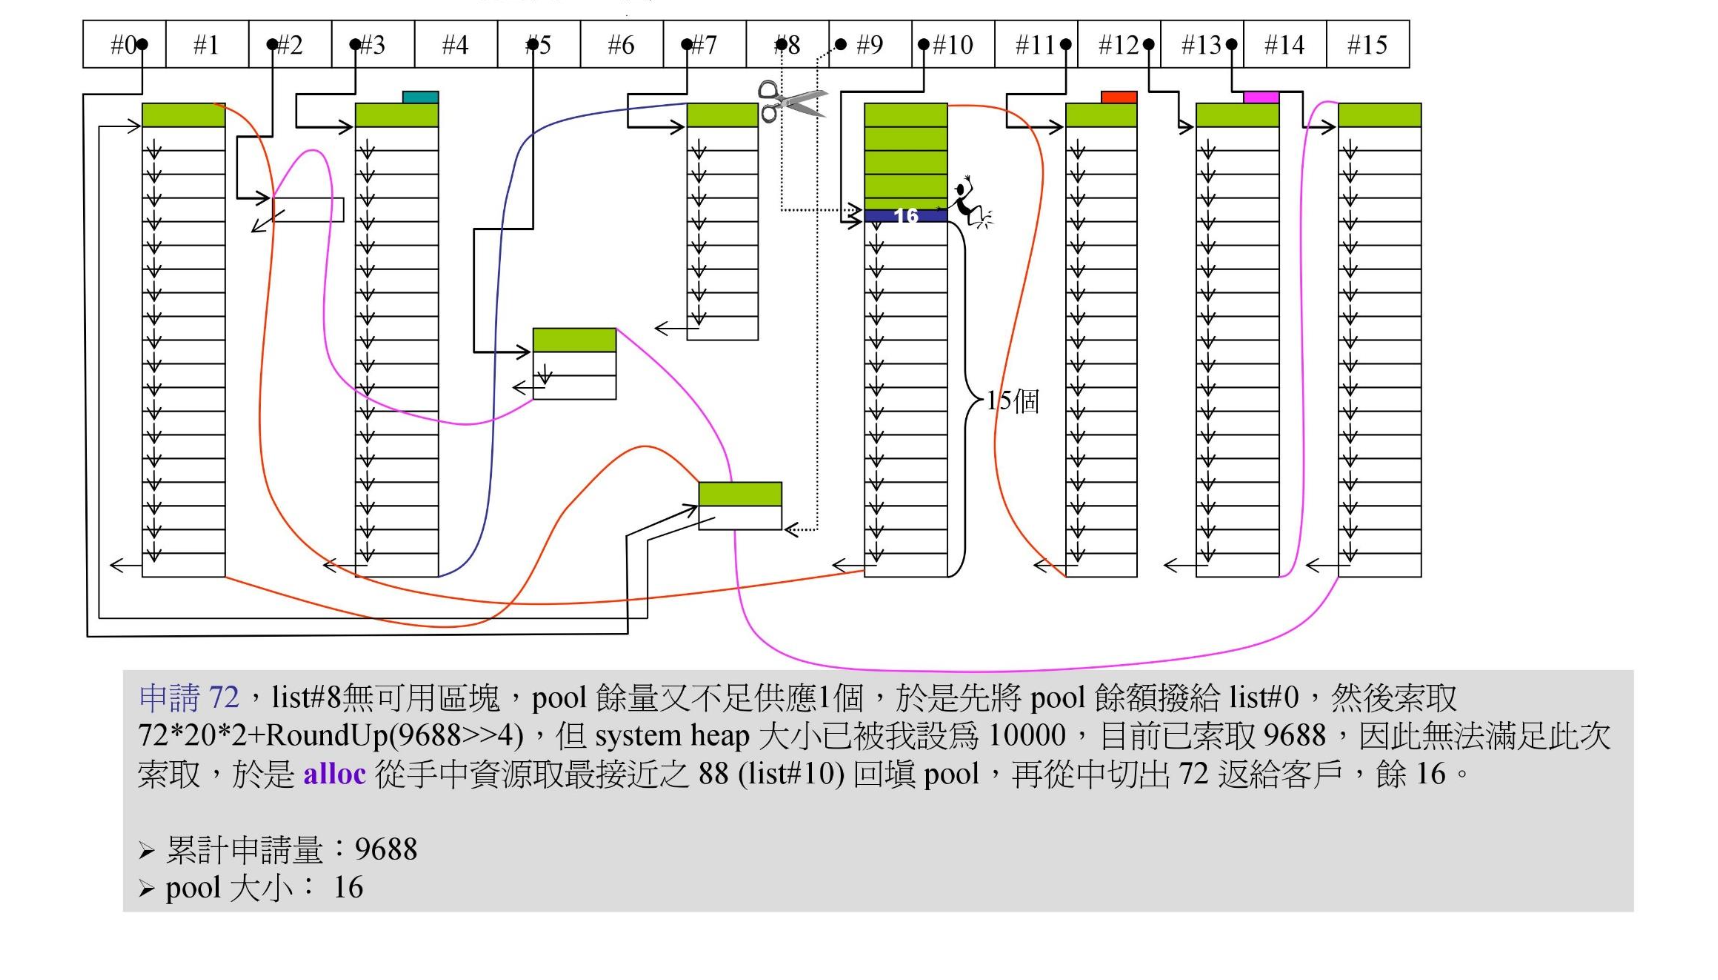 #0 #1 #2 #3 #4 #5 #6 #7 #8 #9 #10 #11 #12 #13 #14 #15
16
15個
申請 72，list#8無可用區塊，pool 餘量又不足供應1個，於是先將 pool 餘額撥給 list#0，然後索取
72*20*2+RoundUp(9688>>4)，但 system heap 大小已被我設為 10000，目前已索取 9688，因此無法滿足此次
索取，於是 alloc 從手中資源取最接近之 88 (list#10) 回填 pool，再從中切出 72 返給客戶，餘 16。
➢ 累計申請量：9688
➢ pool 大小： 16